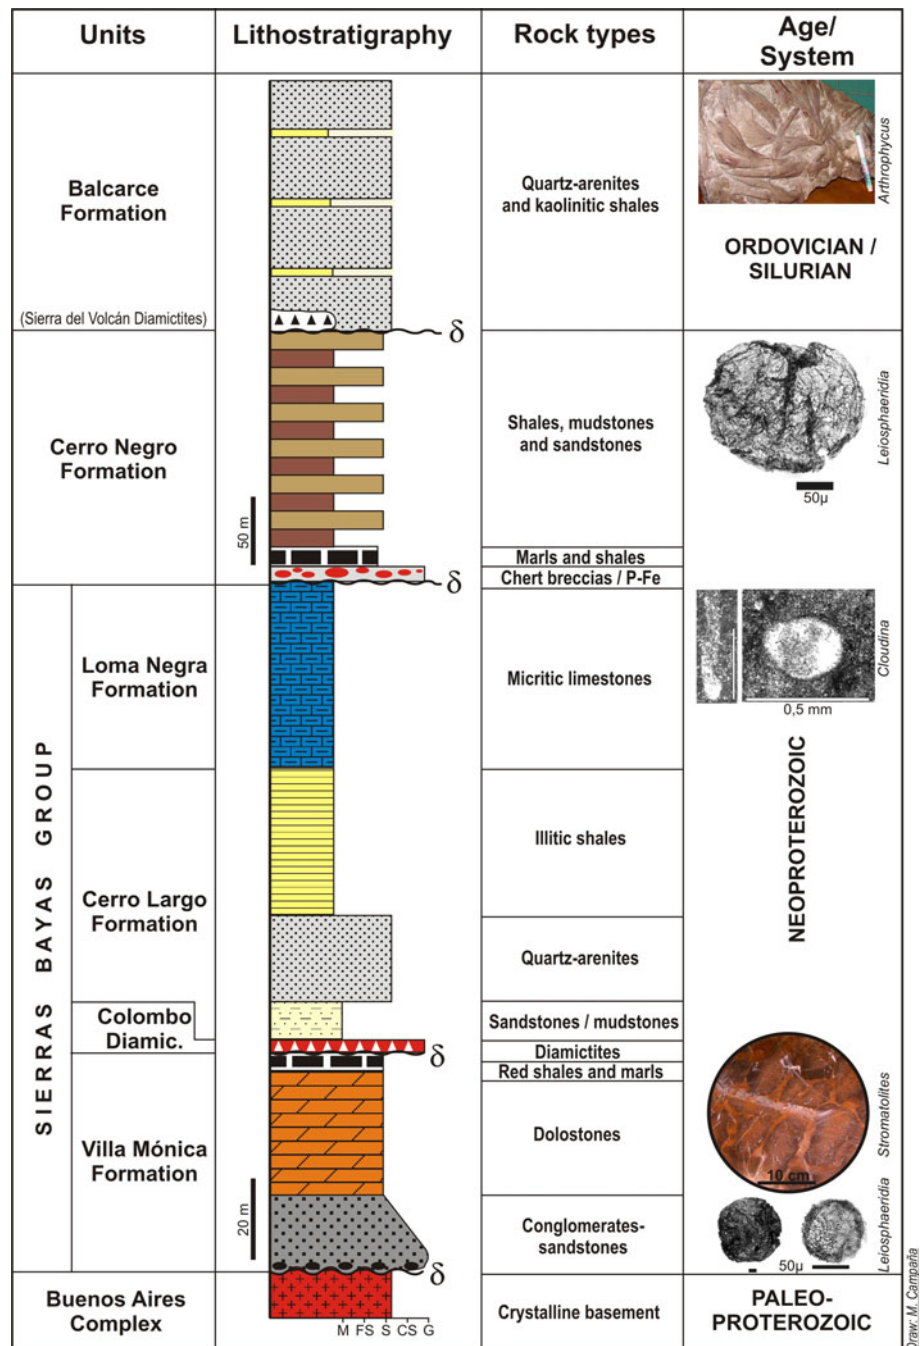 Units
Lithostratigraphy
Rock types
Age/
System
Balcarce
Formation
(Sierra del Volcán Diamictites)
δ
Quartz-arenites
and kaolinitic shales
Arthrophycus
ORDOVICIAN /
SILURIAN
Cerro Negro
Formation
50 m
δ
Shales, mudstones
and sandstones
Marls and shales
Chert breccias / P-Fe
Leiosphaeridia
50µ
SIERRAS BAYAS GROUP
Loma Negra
Formation
Micritic limestones
Cloudina
0,5 mm
NEOPROTEROZOIC
Cerro Largo
Formation
Illitic shales
Quartz-arenites
Colombo
Diamic.
δ
Sandstones / mudstones
Diamictites
Villa Mónica
Formation
20 m
δ
Red shales and marls
Dolostones
Conglomerates-
sandstones
Stromatolites
10 cm
Leiosphaeridia
50µ
Buenos Aires
Complex
M FS S CS G
Crystalline basement
PALEO-
PROTEROZOIC
Draw: M. Campaña